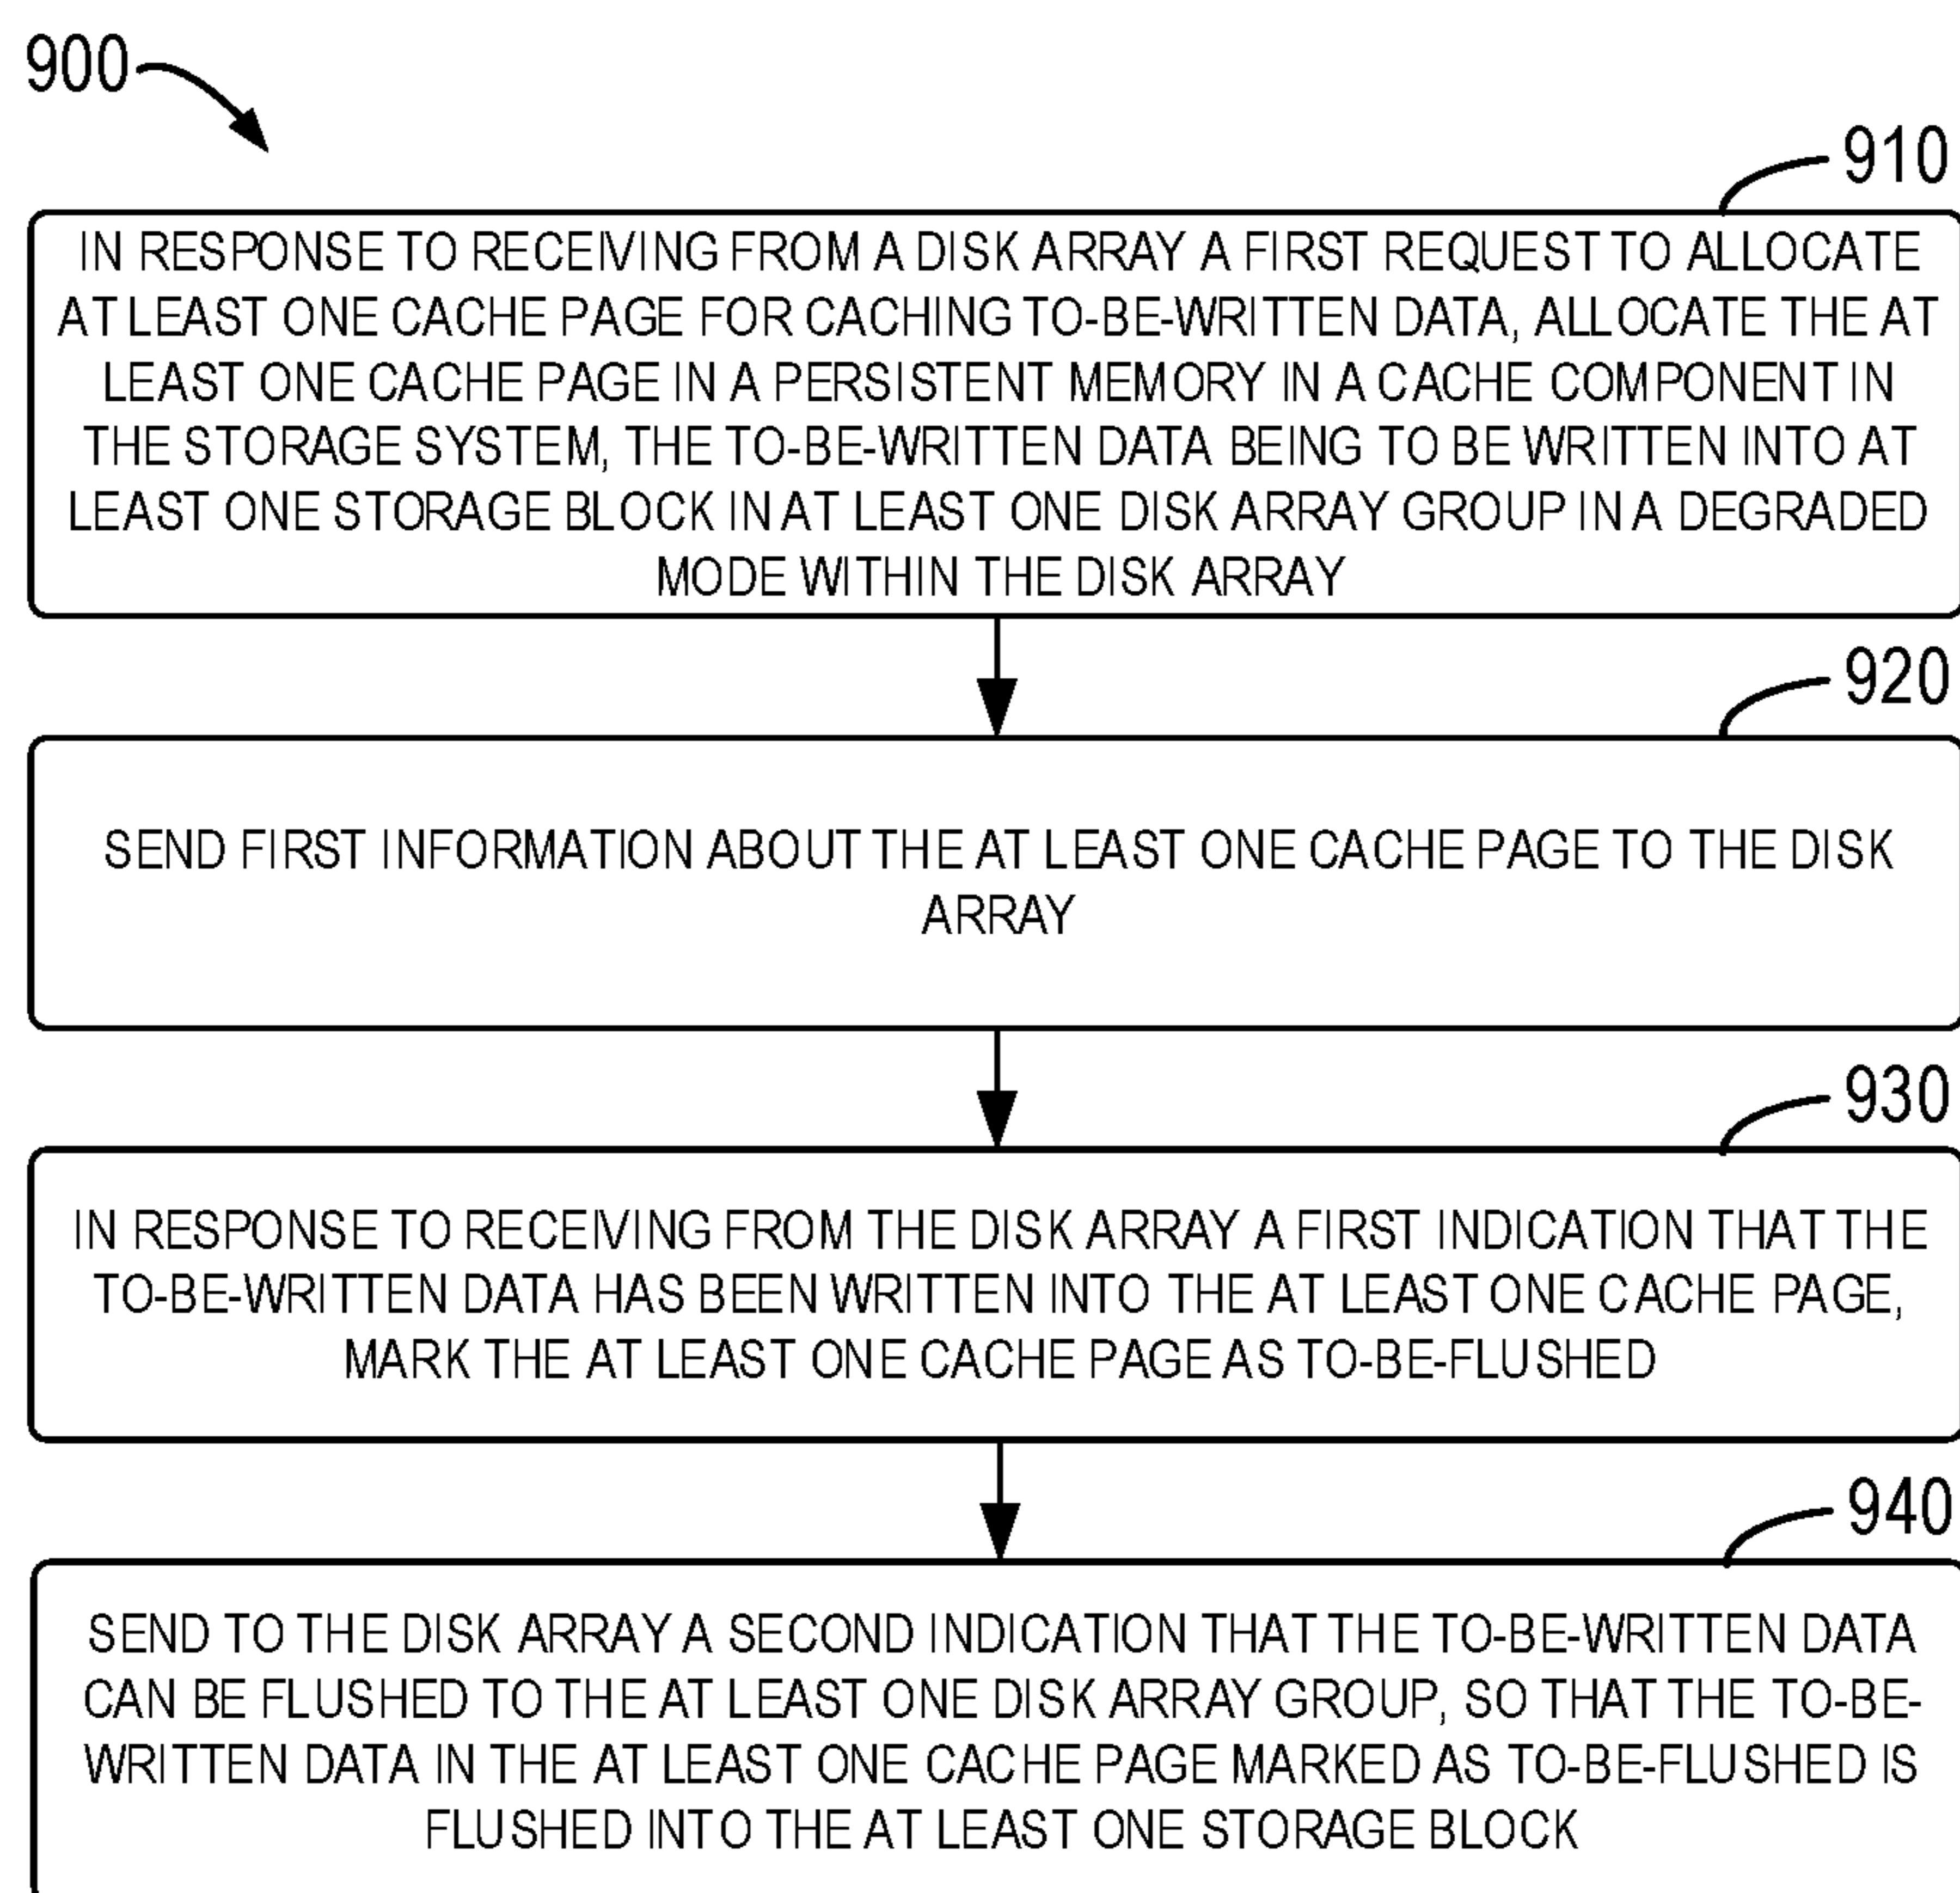 900
910
IN RESPONSE TO RECEIVING FROM A DISK ARRAY A FIRST REQUEST TO ALLOCATE
AT LEAST ONE CACHE PAGE FOR CACHING TO-BE-WRITTEN DATA, ALLOCATE THE AT
LEAST ONE CACHE PAGE IN A PERSISTENT MEMORY IN A CACHE COMPONENT IN
THE STORAGE SYSTEM, THE TO-BE-WRITTEN DATA BEING TO BE WRITTEN INTO AT
LEAST ONE STORAGE BLOCK IN AT LEAST ONE DISK ARRAY GROUP IN A DEGRADED
MODE WITHIN THE DISK ARRAY
920
SEND FIRST INFORMATION ABOUT THE AT LEAST ONE CACHE PAGE TO THE DISK
ARRAY
930
IN RESPONSE TO RECEIVING FROM THE DISK ARRAY A FIRST INDICATION THAT THE
TO-BE-WRITTEN DATA HAS BEEN WRITTEN INTO THE AT LEAST ONE CACHE PAGE,
MARK THE AT LEAST ONE CACHE PAGE AS TO-BE-FLUSHED
940
SEND TO THE DISK ARRAY A SECOND INDICATION THAT THE TO-BE-WRITTEN DATA
CAN BE FLUSHED TO THE AT LEAST ONE DISK ARRAY GROUP, SO THAT THE TO-BE-
WRITTEN DATA IN THE AT LEAST ONE CACHE PAGE MARKED AS TO-BE-FLUSHED IS
FLUSHED INTO THE AT LEAST ONE STORAGE BLOCK